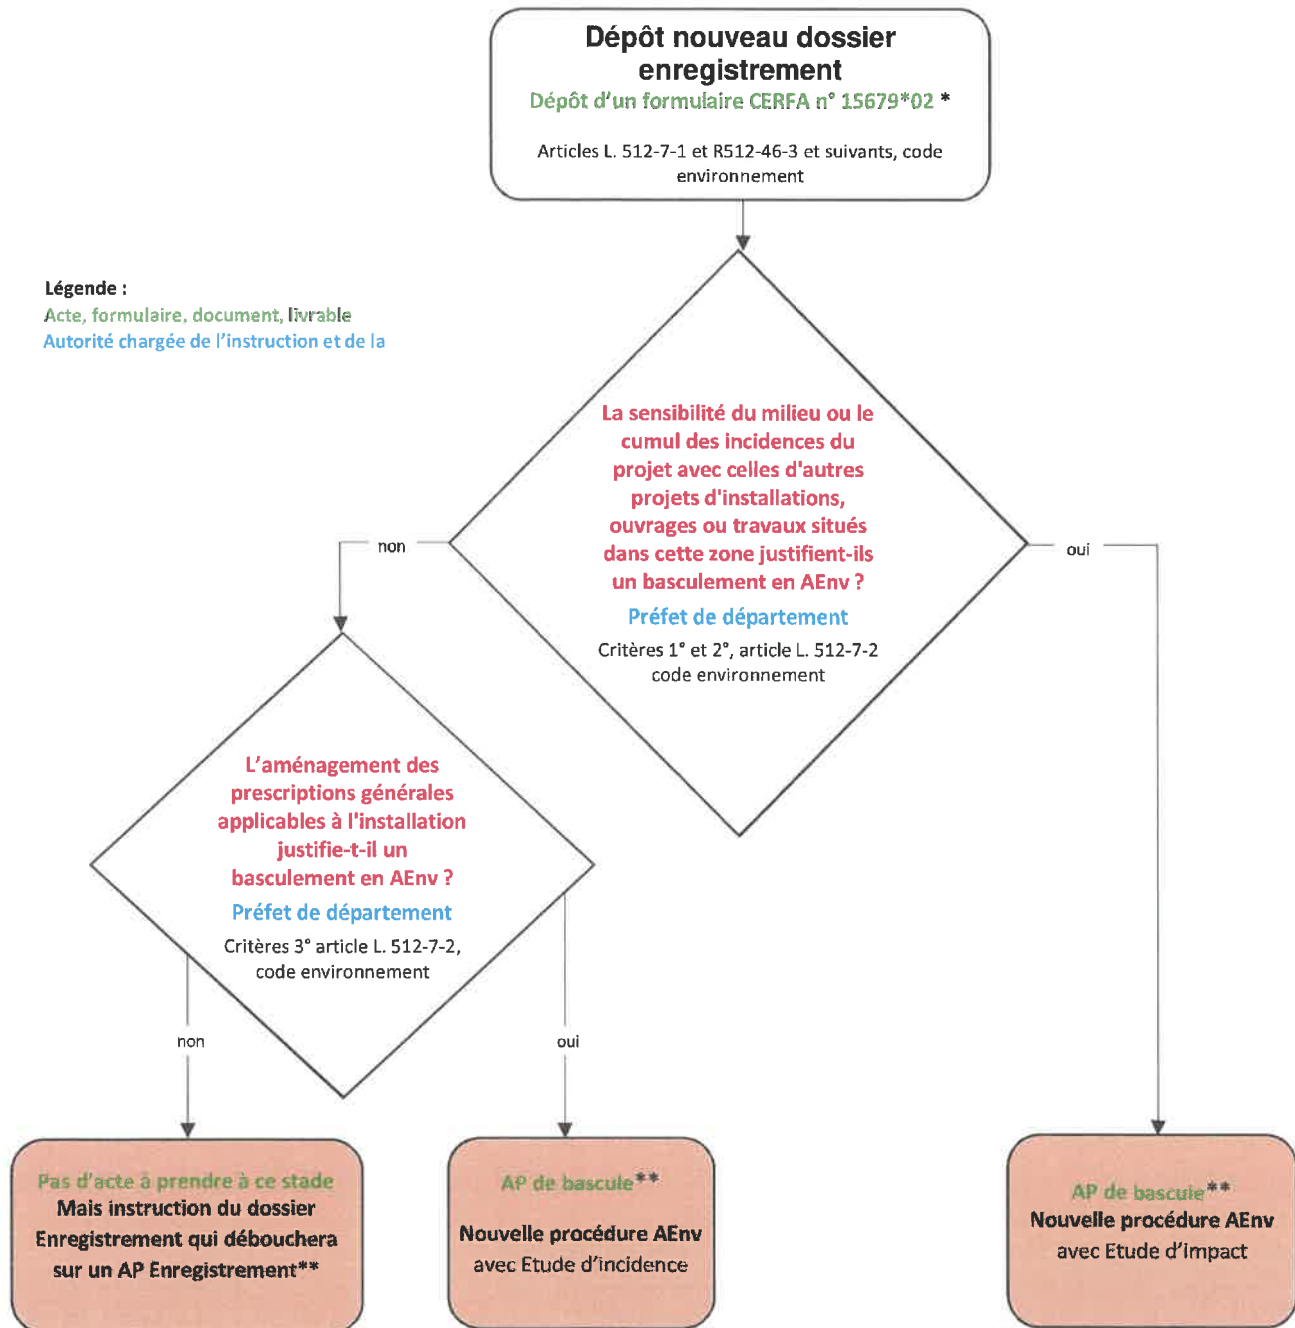 Dépôt nouveau dossier
enregistrement
Dépôt d'un formulaire CERFA n° 15679*02 *
Articles L. 512-7-1 et R512-46-3 et suivants, code
environnement
Légende :
Acte, formulaire, document, livrable
Autorité chargée de l'instruction et de la
La sensibilité du milieu ou le
cumul des incidences du
projet avec celles d'autres
projets d'installations,
ouvrages ou travaux situés
dans cette zone justifient-ils
un basculement en AEnv ?
Préfet de département
Critères 1° et 2°, article L. 512-7-2
code environnement
non
oui
L'aménagement des
prescriptions générales
applicables à l'installation
justifie-t-il un
basculement en AEnv ?
Préfet de département
Critères 3° article L. 512-7-2,
code environnement
non
oui
Pas d'acte à prendre à ce stade
Mais instruction du dossier
Enregistrement qui débouchera
sur un AP Enregistrement**
AP de bascule**
Nouvelle procédure AEnv
avec Etude d'incidence
AP de bascule**
Nouvelle procédure AEnv
avec Etude d'impact